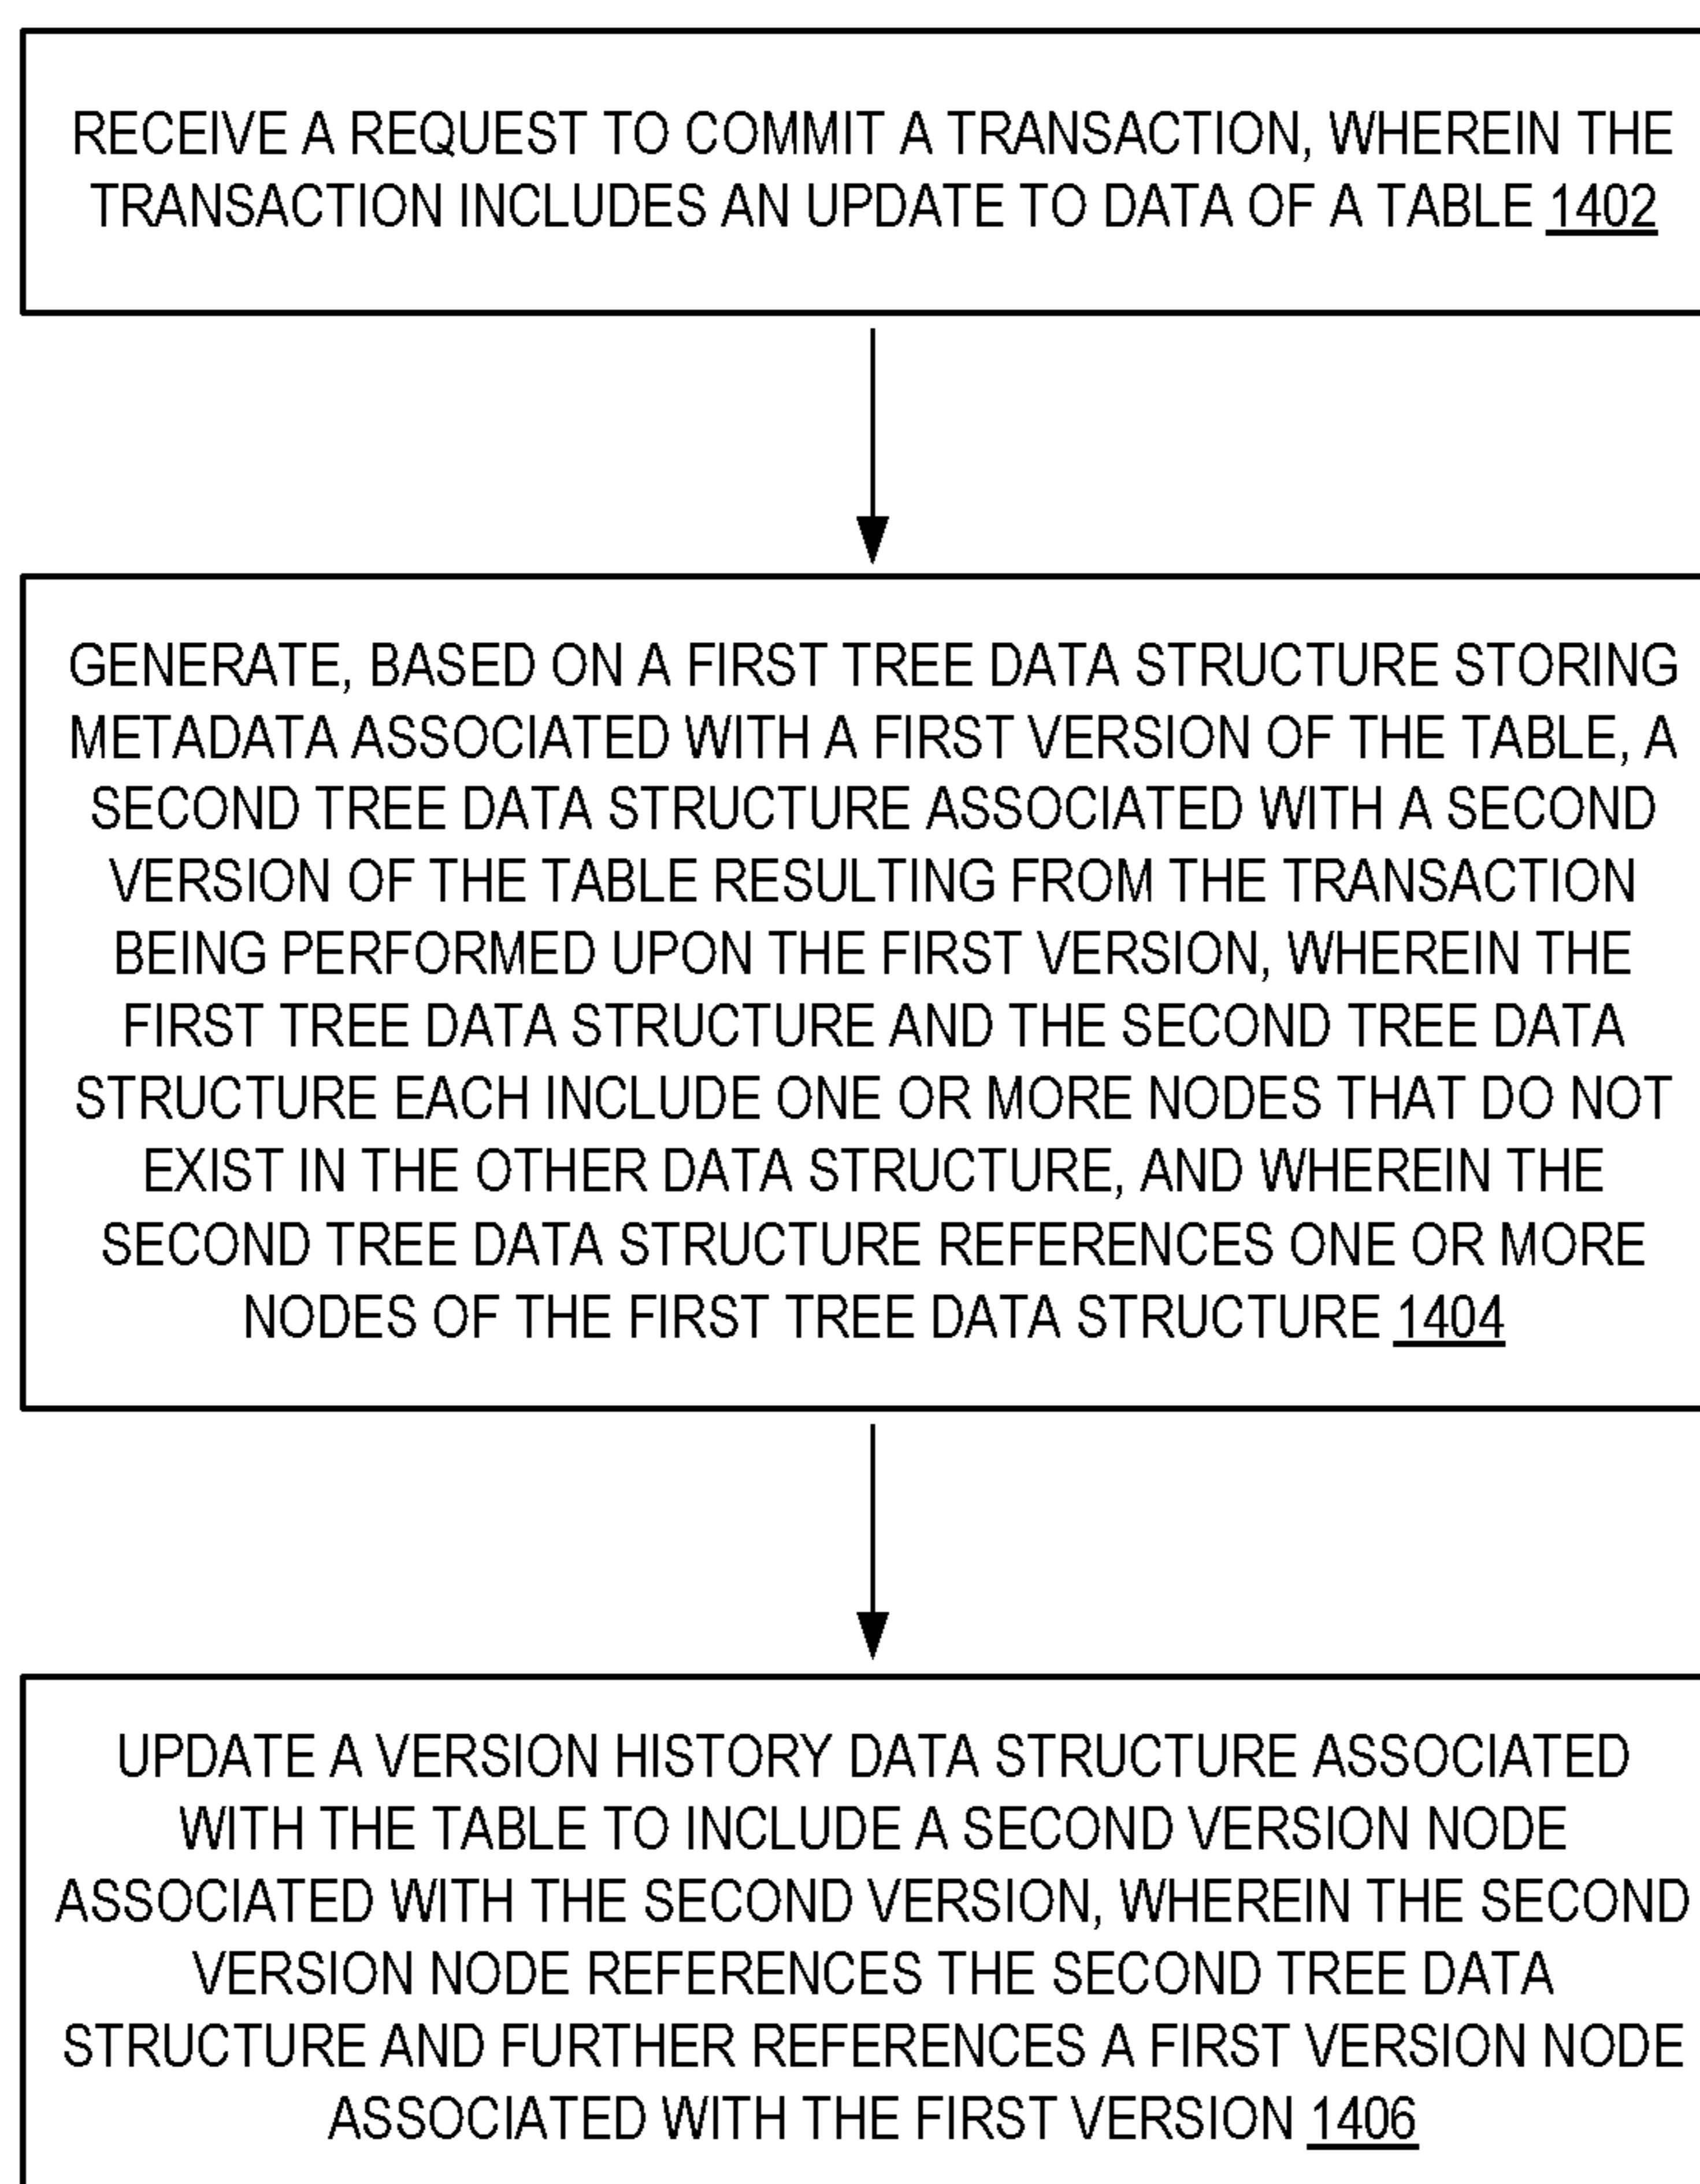 RECEIVE A REQUEST TO COMMIT A TRANSACTION, WHEREIN THE
TRANSACTION INCLUDES AN UPDATE TO DATA OF A TABLE 1402
GENERATE, BASED ON A FIRST TREE DATA STRUCTURE STORING
METADATA ASSOCIATED WITH A FIRST VERSION OF THE TABLE, A
SECOND TREE DATA STRUCTURE ASSOCIATED WITH A SECOND
VERSION OF THE TABLE RESULTING FROM THE TRANSACTION
BEING PERFORMED UPON THE FIRST VERSION, WHEREIN THE
FIRST TREE DATA STRUCTURE AND THE SECOND TREE DATA
STRUCTURE EACH INCLUDE ONE OR MORE NODES THAT DO NOT
EXIST IN THE OTHER DATA STRUCTURE, AND WHEREIN THE
SECOND TREE DATA STRUCTURE REFERENCES ONE OR MORE
NODES OF THE FIRST TREE DATA STRUCTURE 1404
UPDATE A VERSION HISTORY DATA STRUCTURE ASSOCIATED
WITH THE TABLE TO INCLUDE A SECOND VERSION NODE
ASSOCIATED WITH THE SECOND VERSION, WHEREIN THE SECOND
VERSION NODE REFERENCES THE SECOND TREE DATA
STRUCTURE AND FURTHER REFERENCES A FIRST VERSION NODE
ASSOCIATED WITH THE FIRST VERSION 1406